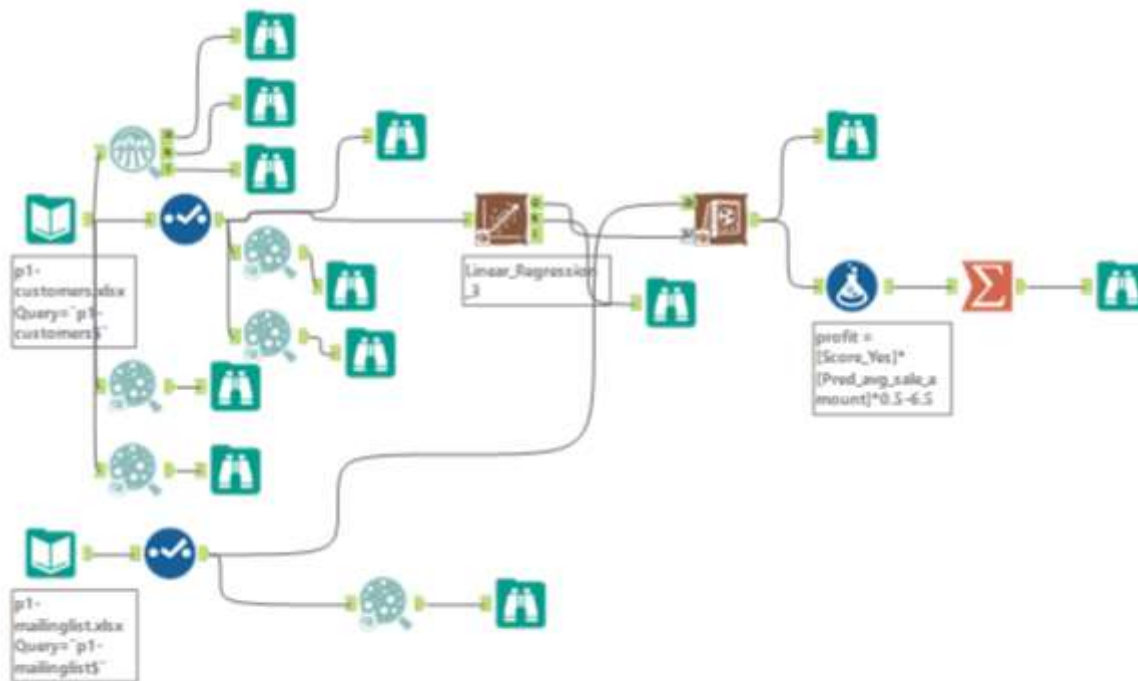 p1-
customers.xlsx
Query=`p1-
customers$`
Linear_Regression
_3
profit =
[Score_Yes]*
[Pred_avg_sale_a
mount]*0.5-6.5
p1-
mailinglist.xlsx
Query=`p1-
mailinglist$`